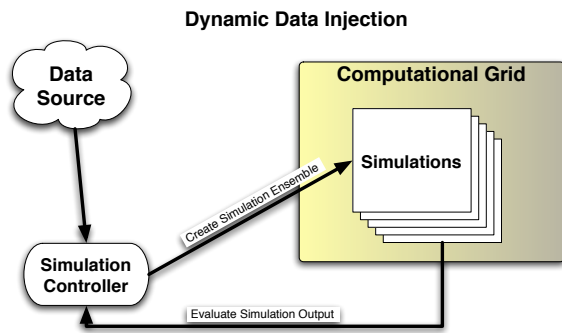 Dynamic Data Injection
Data
Source
Computational Grid
Simulations
Create Simulation Ensemble
Simulation
Controller
Evaluate Simulation Output